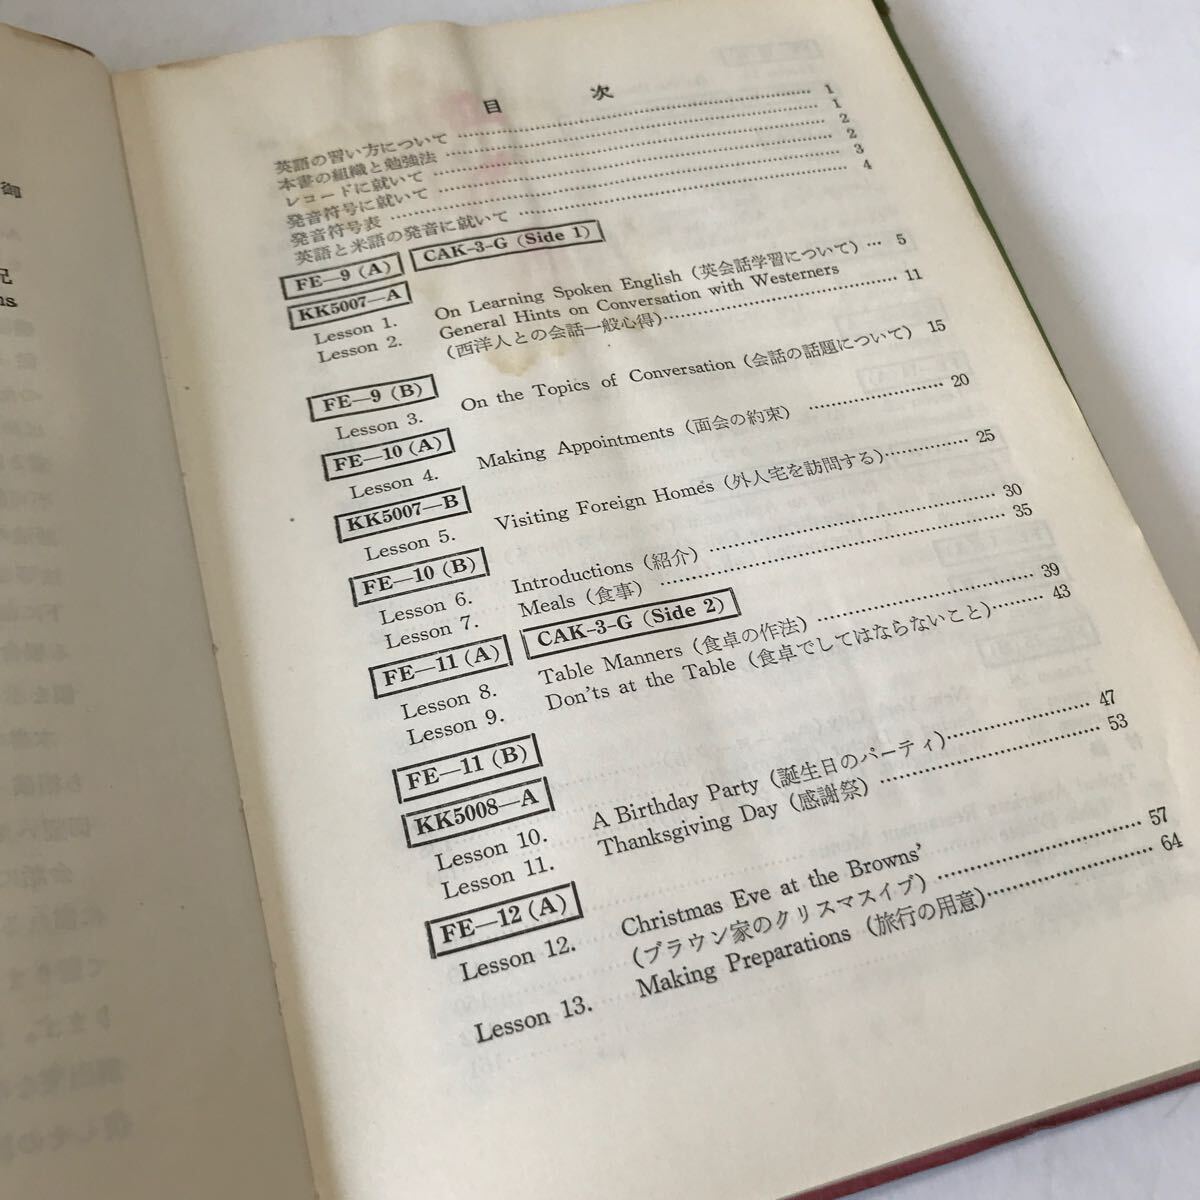 目次
英語の習い方について 1
本書の組織と勉強法 1
レコードに就いて 2
発音符号に就いて 2
発音符号表 3
英語と米語の発音に就いて 4
FE—9 (A) CAK-3-G (Side 1)
KK5007—A
Lesson 1. On Learning Spoken English (英会話学習について) … 5
Lesson 2. General Hints on Conversation with Westerners
(西洋人との会話一般心得) 11
FE—9 (B)
Lesson 3. On the Topics of Conversation (会話の話題について) 15
FE—10 (A)
Lesson 4. Making Appointments (面会の約束) 20
KK5007—B
Lesson 5. Visiting Foreign Homes (外人宅を訪問する) 25
FE—10 (B)
Lesson 6. Introductions (紹介) 30
Lesson 7. Meals (食事) 35
FE—11 (A) CAK-3-G (Side 2)
Lesson 8. Table Manners (食卓の作法) 39
Lesson 9. Don'ts at the Table (食卓でしてはならないこと) 43
FE—11 (B)
KK5008—A
Lesson 10. A Birthday Party (誕生日のパーティ) 47
Lesson 11. Thanksgiving Day (感謝祭) 53
FE—12 (A)
Lesson 12. Christmas Eve at the Browns'
(ブラウン家のクリスマスイブ) 57
Lesson 13. Making Preparations (旅行の用意) 64